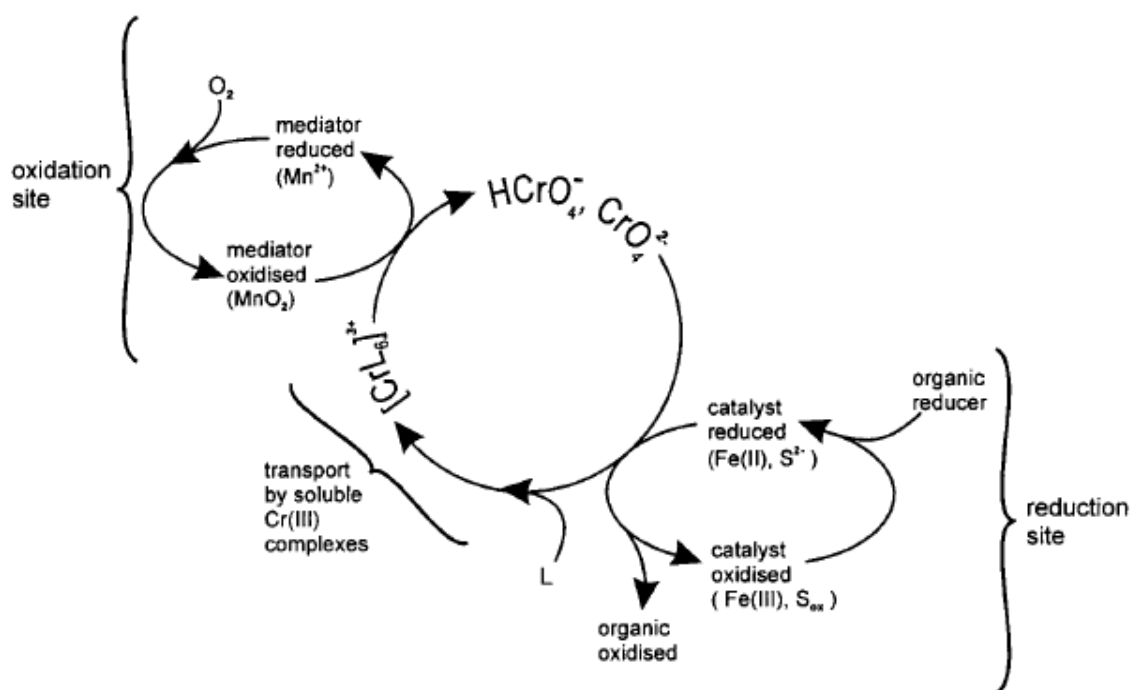 O₂
mediator
reduced
(Mn²⁺)
oxidation
site
mediator
oxidised
(MnO₂)
HCrO₄⁻, CrO₄²⁻
[CrL₆]³⁺
transport
by soluble
Cr(III)
complexes
L
organic
reducer
catalyst
reduced
(Fe(II), S²⁻)
reduction
site
catalyst
oxidised
( Fe(III), Sₒₓ )
organic
oxidised